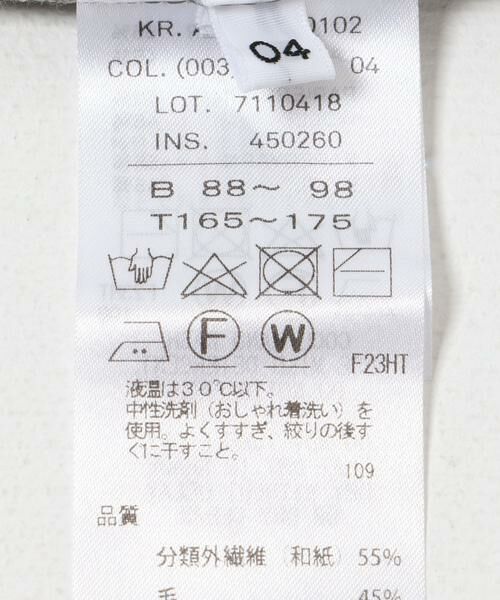 KR.
0102
04
COL. (003) 04
LOT. 7110418
INS. 450260
B 88～ 98
T165～175
F W
F23HT
液温は30℃以下。
中性洗剤（おしゃれ着洗い）を
使用。よくすすぎ、絞りの後す
ぐに干すこと。
109
品質
分類外繊維（和紙）55%
毛 45%